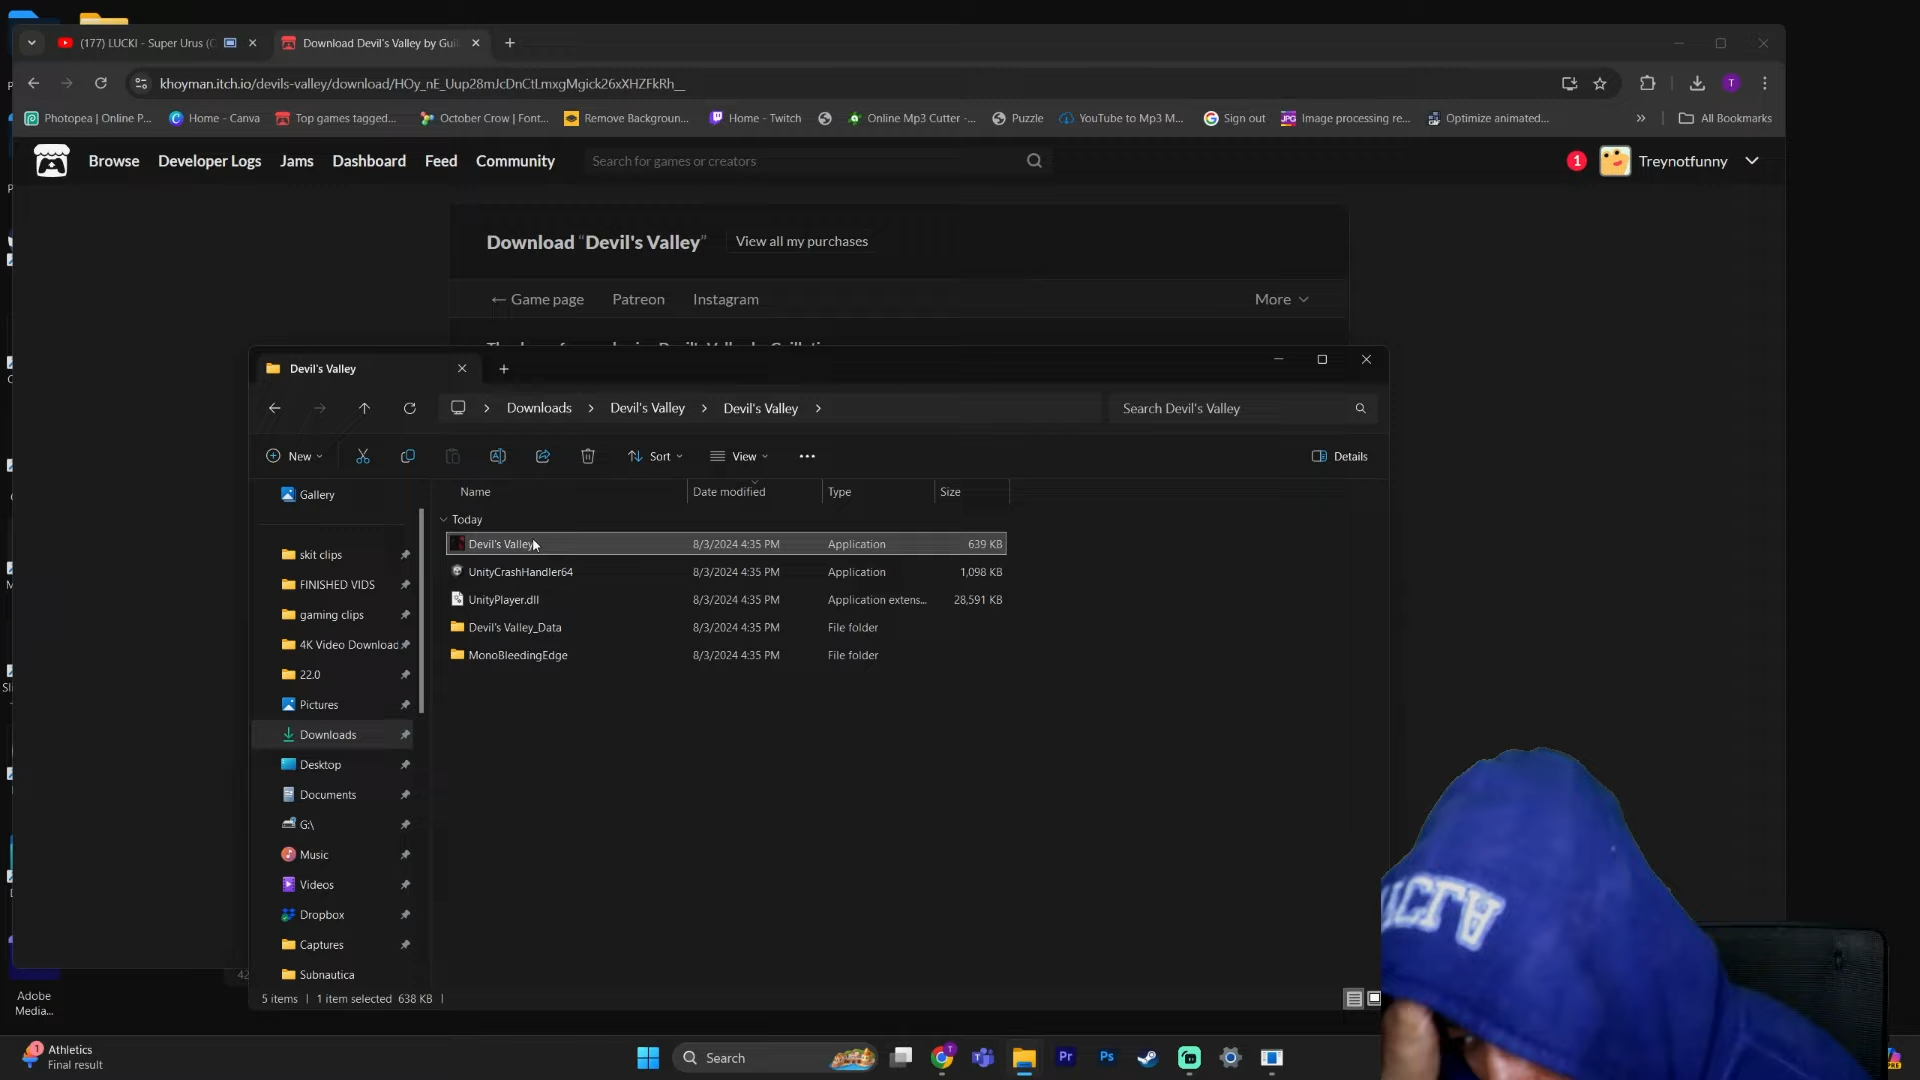 (177) LUCKI - Super Urus (
Download Devil's Valley by Gui
khoyman.itch.io/devils-valley/download/HOy_nE_Uup28mJcDnCtLmxgMgick26xXHZFkRh__
T
Photopea | Online P...
Home - Canva
Top games tagged...
October Crow | Font...
Remove Backgroun...
Home - Twitch
Online Mp3 Cutter -...
Puzzle
YouTube to Mp3 M...
Sign out
Image processing re...
Optimize animated...
» All Bookmarks
Browse Developer Logs Jams Dashboard Feed Community
Search for games or creators
1 Treynotfunny
Download “Devil's Valley”
View all my purchases
← Game page Patreon Instagram More
Devil's Valley
Downloads > Devil's Valley > Devil's Valley >
Search Devil's Valley
New Sort View ... Details
Name Date modified Type Size
Today
Devil's Valley 8/3/2024 4:35 PM Application 639 KB
UnityCrashHandler64 8/3/2024 4:35 PM Application 1,098 KB
UnityPlayer.dll 8/3/2024 4:35 PM Application extens... 28,591 KB
Devil's Valley_Data 8/3/2024 4:35 PM File folder
MonoBleedingEdge 8/3/2024 4:35 PM File folder
Gallery
skit clips
FINISHED VIDS
gaming clips
4K Video Download
22.0
Pictures
Downloads
Desktop
Documents
G:\
Music
Videos
Dropbox
Captures
Subnautica
5 items | 1 item selected 638 KB |
Adobe
Media...
1 Athletics
Final result
Search
Pr
Ps